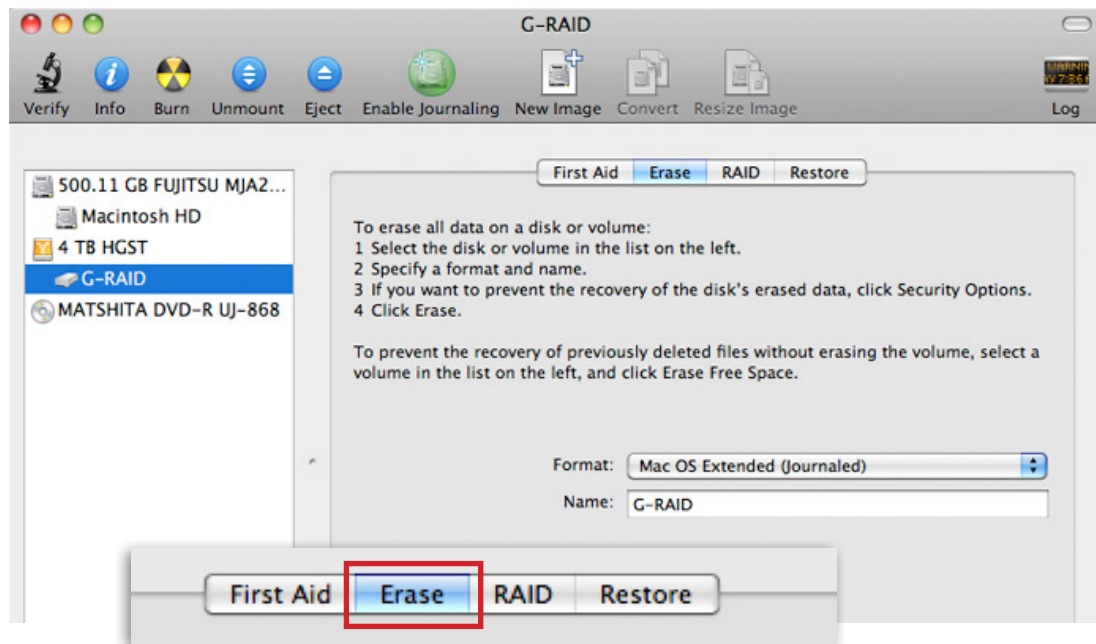 G-RAID
Verify Info Burn Unmount Eject Enable Journaling New Image Convert Resize Image Log
First Aid Erase RAID Restore
500.11 GB FUJITSU MJA2...
Macintosh HD
4 TB HGST
G-RAID
MATSHITA DVD-R UJ-868
To erase all data on a disk or volume:
1 Select the disk or volume in the list on the left.
2 Specify a format and name.
3 If you want to prevent the recovery of the disk's erased data, click Security Options.
4 Click Erase.
To prevent the recovery of previously deleted files without erasing the volume, select a
volume in the list on the left, and click Erase Free Space.
Format: Mac OS Extended (Journaled)
Name: G-RAID
First Aid Erase RAID Restore